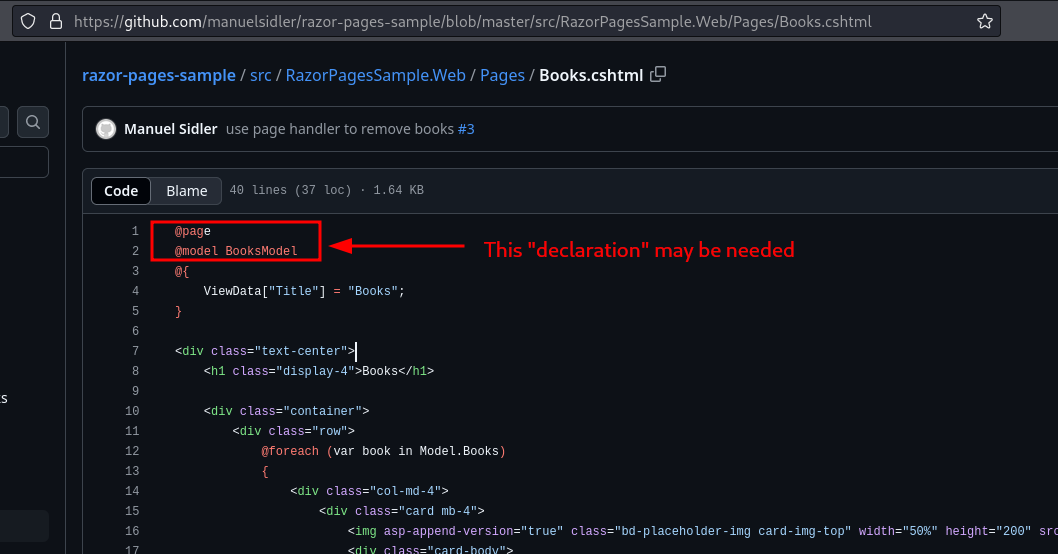 https://github.com/manuelsidler/razor-pages-sample/blob/master/src/RazorPagesSample.Web/Pages/Books.cshtml
razor-pages-sample / src / RazorPagesSample.Web / Pages / Books.cshtml
Manuel Sidler use page handler to remove books #3
Code Blame 40 lines (37 loc) · 1.64 KB
1 @page
2 @model BooksModel
This "declaration" may be needed
3 @{
4 ViewData["Title"] = "Books";
5 }
6
7 <div class="text-center">
8 <h1 class="display-4">Books</h1>
9
s
10 <div class="container">
11 <div class="row">
12 @foreach (var book in Model.Books)
13 {
14 <div class="col-md-4">
15 <div class="card mb-4">
16 <img asp-append-version="true" class="bd-placeholder-img card-img-top" width="50%" height="200" src
17 <div class="card-body">